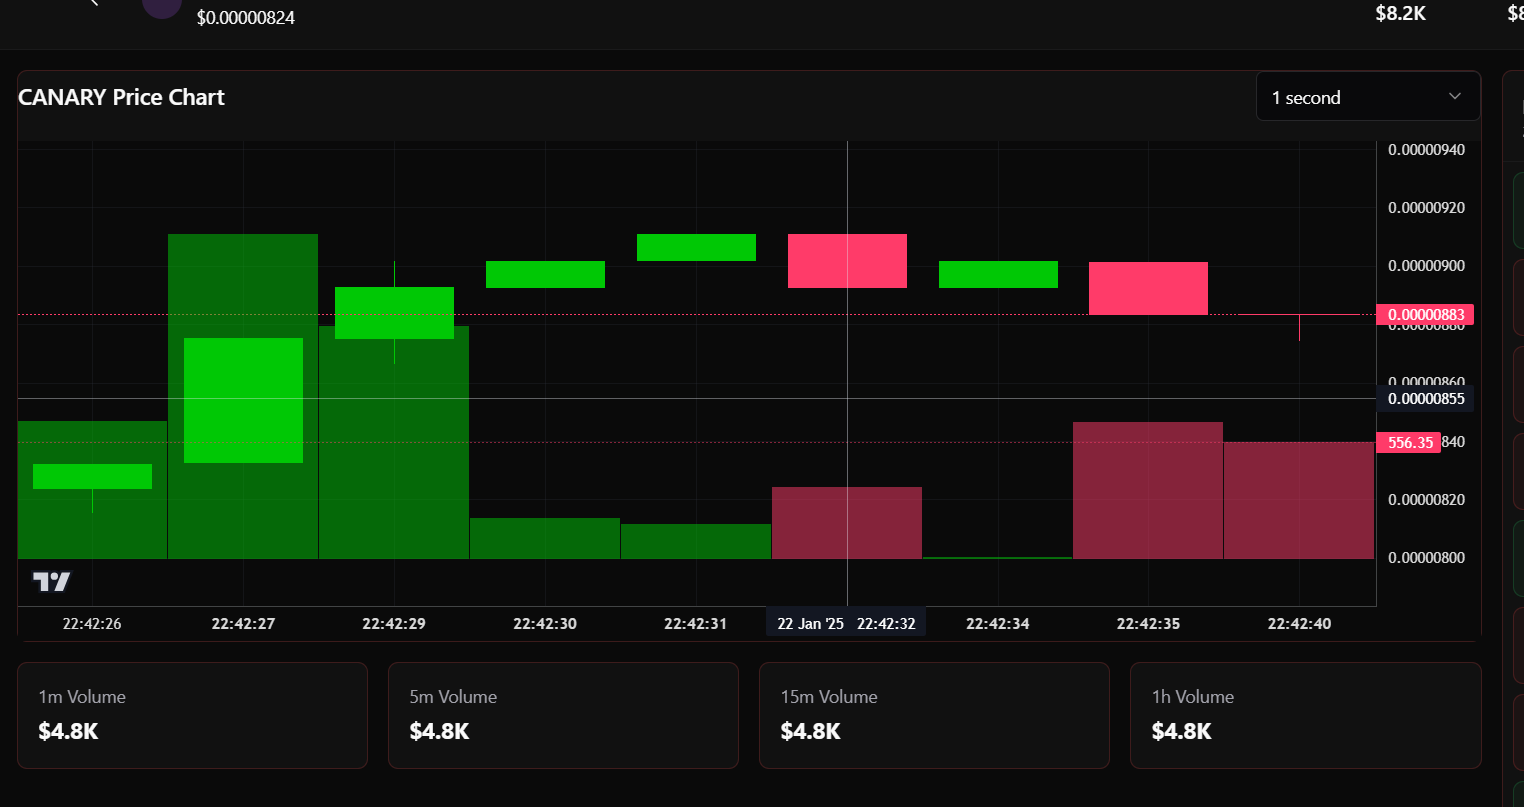 $0.00000824
$8.2K
CANARY Price Chart
1 second
0.00000940
0.00000920
0.00000900
0.00000883
0.00000880
0.00000860
0.00000855
556.35
840
0.00000820
0.00000800
22:42:26
22:42:27
22:42:29
22:42:30
22:42:31
22 Jan '25 22:42:32
22:42:34
22:42:35
22:42:40
1m Volume
$4.8K
5m Volume
$4.8K
15m Volume
$4.8K
1h Volume
$4.8K